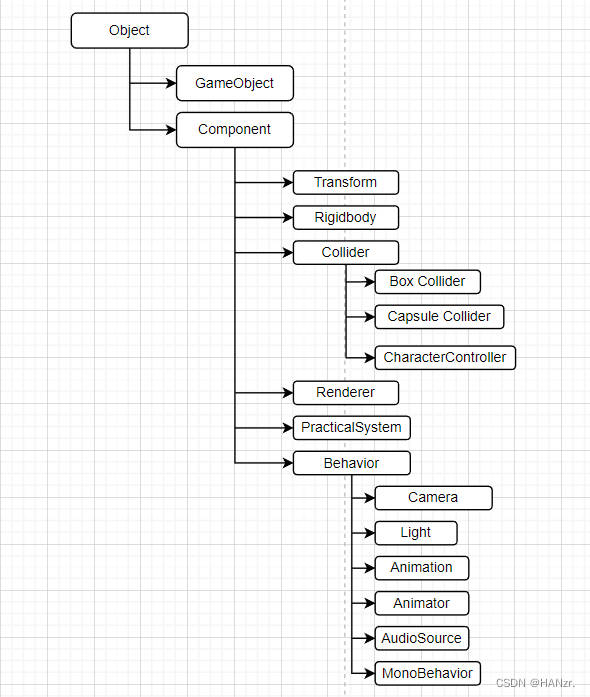 Object
GameObject
Component
Transform
Rigidbody
Collider
Box Collider
Capsule Collider
CharacterController
Renderer
PracticalSystem
Behavior
Camera
Light
Animation
Animator
AudioSource
MonoBehavior
CSDN @HANzr.